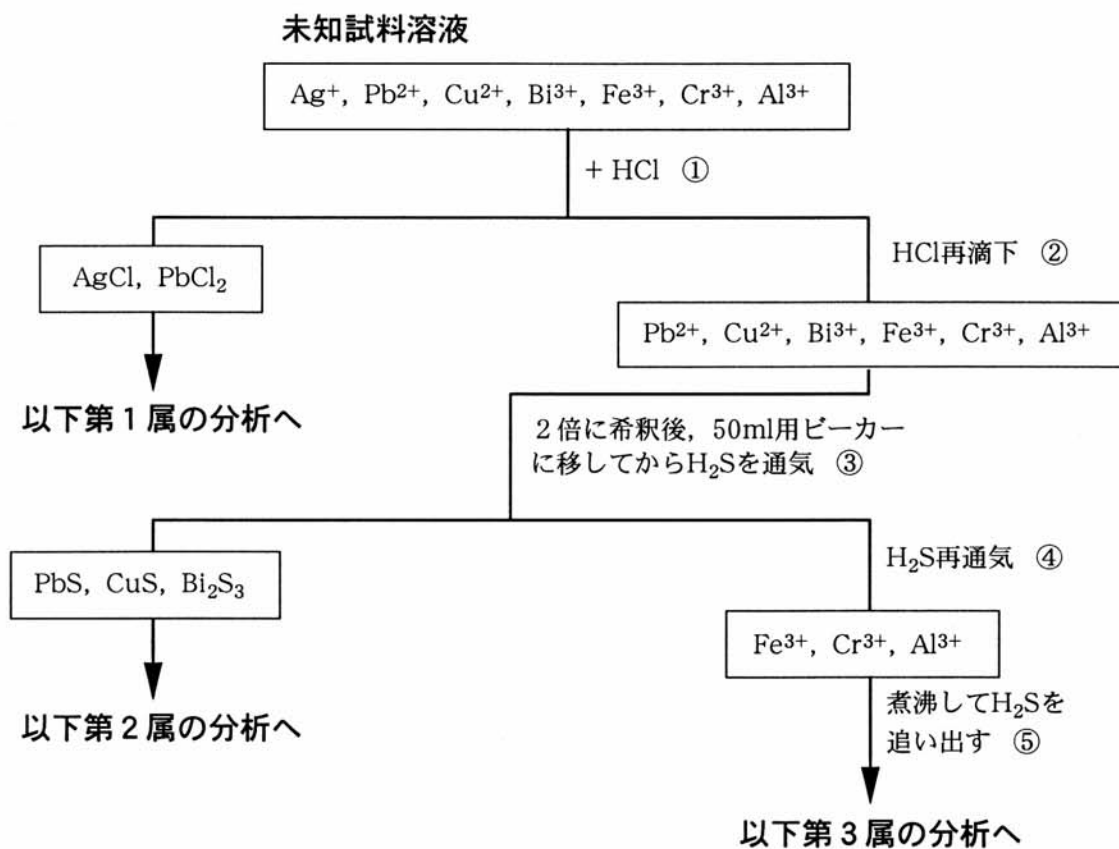 未知試料溶液
Ag⁺, Pb²⁺, Cu²⁺, Bi³⁺, Fe³⁺, Cr³⁺, Al³⁺
+ HCl ①
AgCl, PbCl₂
HCl再滴下 ②
Pb²⁺, Cu²⁺, Bi³⁺, Fe³⁺, Cr³⁺, Al³⁺
以下第1属の分析へ
2倍に希釈後，50ml用ビーカー
に移してからH₂Sを通気 ③
PbS, CuS, Bi₂S₃
H₂S再通気 ④
Fe³⁺, Cr³⁺, Al³⁺
以下第2属の分析へ
煮沸してH₂Sを
追い出す ⑤
以下第3属の分析へ